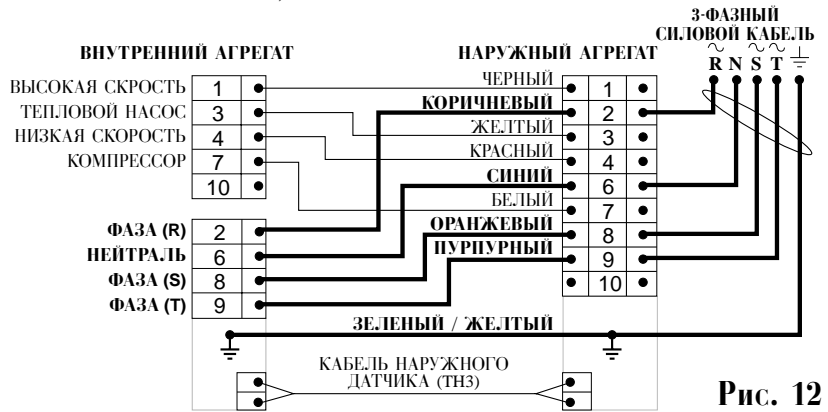 3-ФАЗНЫЙ
СИЛОВОЙ КАБЕЛЬ
R N S T
ВНУТРЕННИЙ АГРЕГАТ
НАРУЖНЫЙ АГРЕГАТ
ВЫСОКАЯ СКРОСТЬ 1
ТЕПЛОВОЙ НАСОС 3
НИЗКАЯ СКОРОСТЬ 4
КОМПРЕССОР 7
10
ФАЗА (R) 2
НЕЙТРАЛЬ 6
ФАЗА (S) 8
ФАЗА (T) 9
ЧЕРНЫЙ 1
КОРИЧНЕВЫЙ 2
ЖЕЛТЫЙ 3
КРАСНЫЙ 4
СИНИЙ 6
БЕЛЫЙ 7
ОРАНЖЕВЫЙ 8
ПУРПУРНЫЙ 9
10
ЗЕЛЕНЫЙ / ЖЕЛТЫЙ
КАБЕЛЬ НАРУЖНОГО
ДАТЧИКА (TH3)
Рис. 12